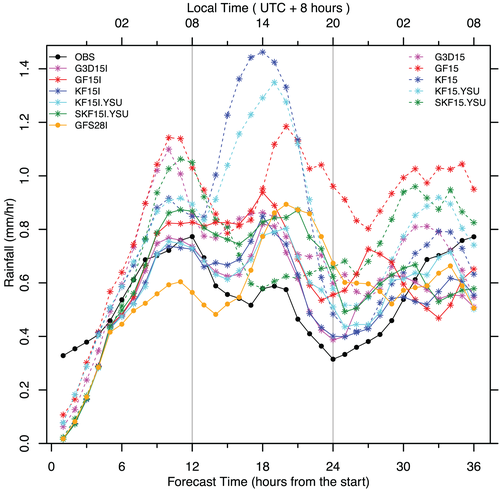 Local Time ( UTC + 8 hours )
02 08 14 20 02 08
OBS
G3D15I
GF15I
KF15I
KF15I.YSU
SKF15I.YSU
GFS28I
G3D15
GF15
KF15
KF15.YSU
SKF15.YSU
Rainfall (mm/hr)
1.4
1.2
1.0
0.8
0.6
0.4
0.2
0.0
0 6 12 18 24 30 36
Forecast Time (hours from the start)